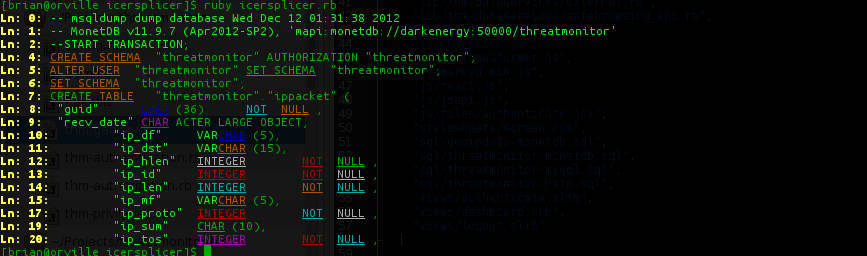 [brian@orville icersplicer]$ ruby icersplicer.rb
Ln: 0: -- msqldump dump database Wed Dec 12 01:31:38 2012
Ln: 1: -- MonetDB v11.9.7 (Apr2012-SP2), 'mapi:monetdb://darkenergy:50000/threatmonitor'
Ln: 2: --START TRANSACTION;
Ln: 4: CREATE SCHEMA "threatmonitor" AUTHORIZATION "threatmonitor";
Ln: 5: ALTER USER "threatmonitor" SET SCHEMA "threatmonitor";
Ln: 6: SET SCHEMA "threatmonitor";
Ln: 7: CREATE TABLE "threatmonitor" "ippacket" (
Ln: 8: "guid" (36) NOT NULL ,
Ln: 9: "recv_date" CHAR ACTER LARGE OBJECT,
Ln: 10: "ip_df" VARCHAR (5),
Ln: 11: "ip_dst" VARCHAR (15),
Ln: 12: "ip_hlen" INTEGER NOT NULL ,
Ln: 13: "ip_id" INTEGER NOT NULL ,
Ln: 14: "ip_len" INTEGER NOT NULL ,
Ln: 15: "ip_mf" VARCHAR (5),
Ln: 17: "ip_proto" INTEGER NOT NULL ,
Ln: 19: "ip_sum" CHAR (10),
Ln: 20: "ip_tos" INTEGER NOT NULL ,
[brian@orville icersplicer]$